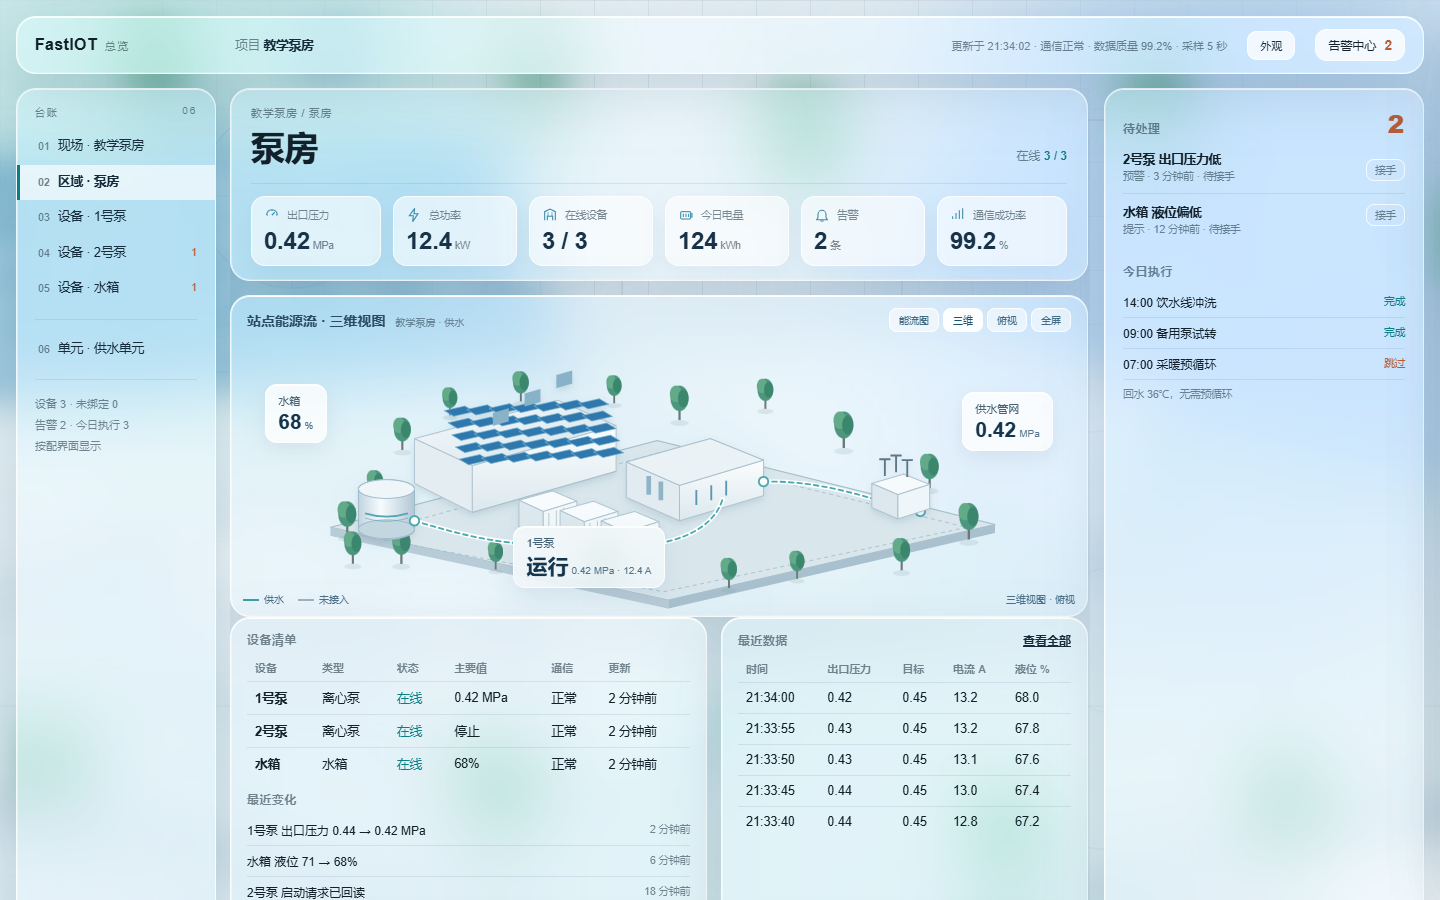 FastIOT 总览
项目 教学泵房
更新于 21:34:02 · 通信正常 · 数据质量 99.2% · 采样 5 秒
外观
告警中心 2
台账 06
01 现场 · 教学泵房
02 区域 · 泵房
03 设备 · 1号泵
04 设备 · 2号泵 1
05 设备 · 水箱 1
06 单元 · 供水单元
设备 3 · 未绑定 0
告警 2 · 今日执行 3
按配界面显示
教学泵房 / 泵房
泵房
在线 3 / 3
出口压力
0.42 MPa
总功率
12.4 kW
在线设备
3 / 3
今日电量
124 kWh
告警
2 条
通信成功率
99.2 %
站点能源流 · 三维视图 教学泵房 · 供水
能流图 三维 俯视 全屏
水箱
68 %
供水管网
0.42 MPa
1号泵
运行 0.42 MPa · 12.4 A
供水 未接入
三维视图 · 俯视
设备清单
设备 类型 状态 主要值 通信 更新
1号泵 离心泵 在线 0.42 MPa 正常 2 分钟前
2号泵 离心泵 在线 停止 正常 2 分钟前
水箱 水箱 在线 68% 正常 2 分钟前
最近变化
1号泵 出口压力 0.44 → 0.42 MPa 2 分钟前
水箱 液位 71 → 68% 6 分钟前
2号泵 启动请求已回读 18 分钟前
最近数据 查看全部
时间 出口压力 目标 电流 A 液位 %
21:34:00 0.42 0.45 13.2 68.0
21:33:55 0.43 0.45 13.2 67.8
21:33:50 0.43 0.45 13.1 67.6
21:33:45 0.44 0.45 13.0 67.4
21:33:40 0.44 0.45 12.8 67.2
待处理 2
2号泵 出口压力低
预警 · 3 分钟前 · 待接手
接手
水箱 液位偏低
提示 · 12 分钟前 · 待接手
接手
今日执行
14:00 饮水线冲洗 完成
09:00 备用泵试转 完成
07:00 采暖预循环 跳过
回水 36℃，无需预循环